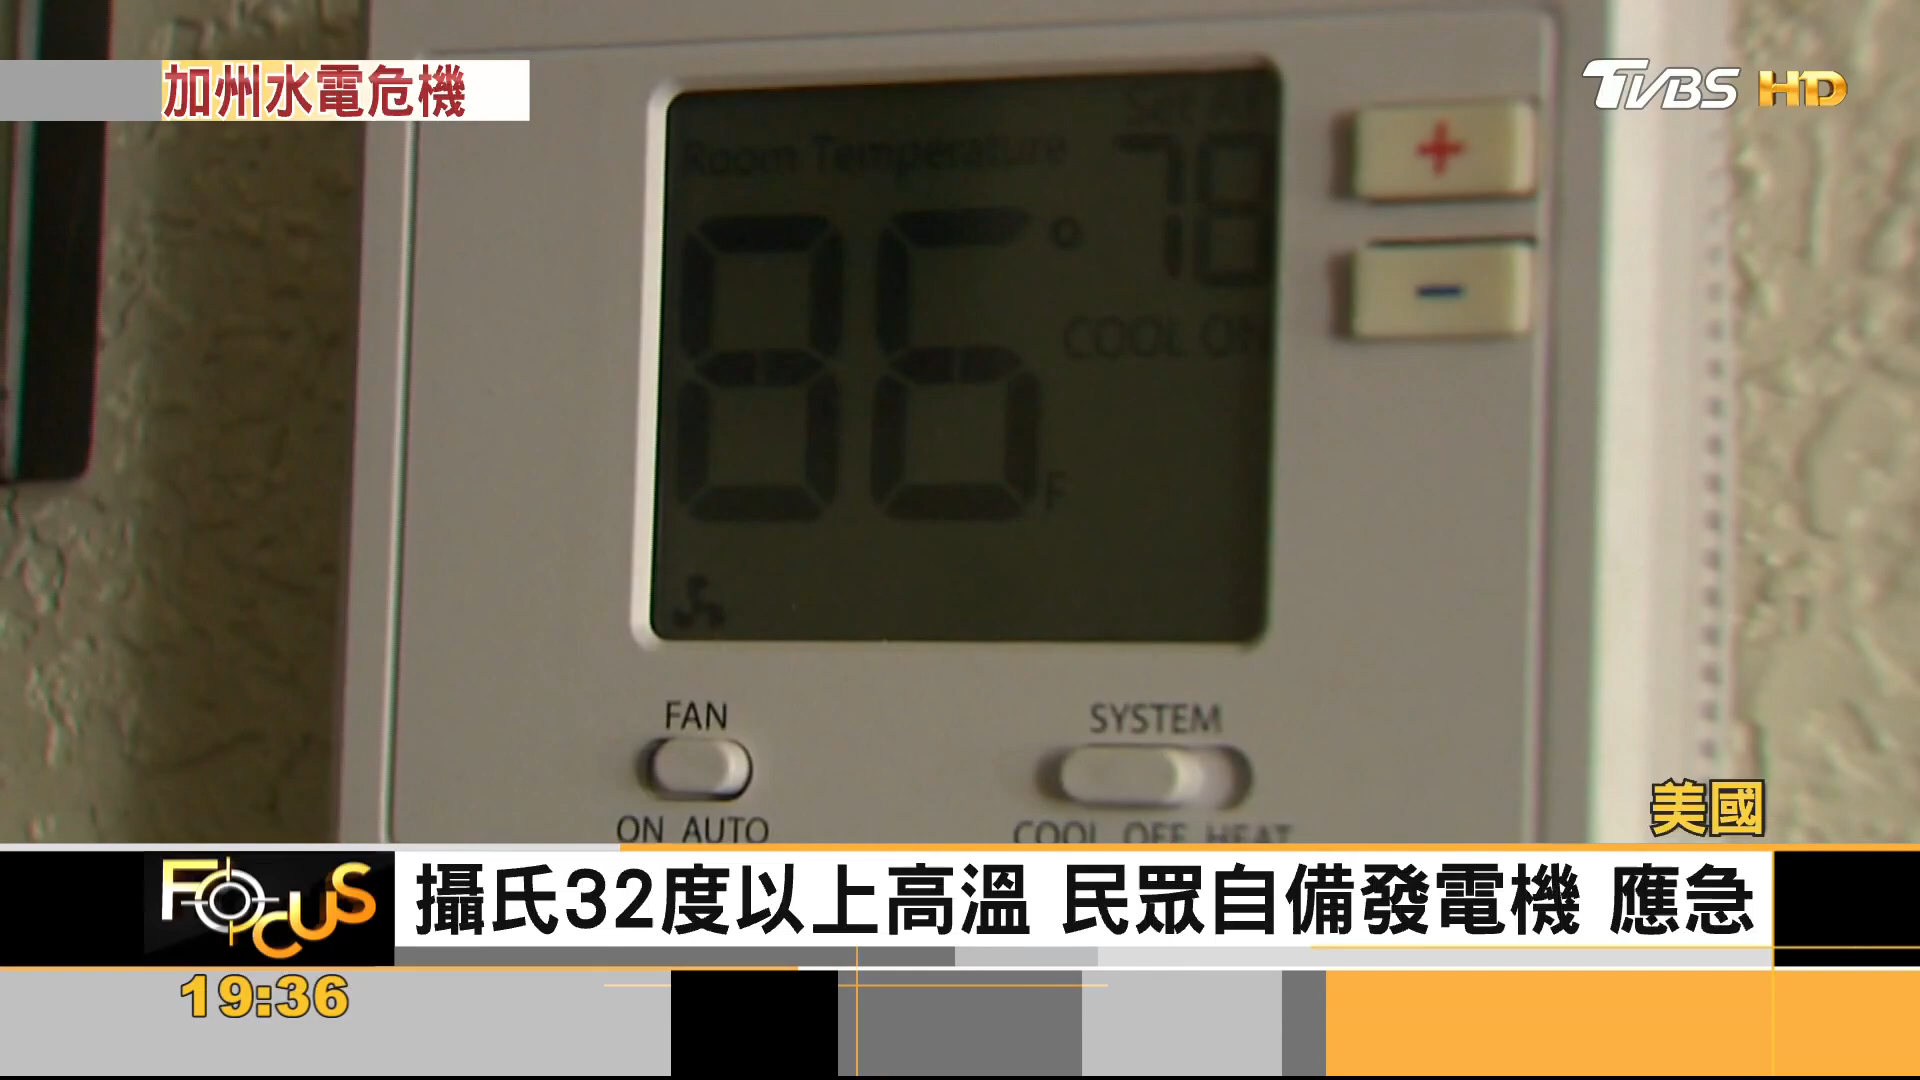 加州水電危機
TVBS HD
Room Temperature
78
86°
F
COOL ON
+
-
FAN
ON AUTO
SYSTEM
COOL OFF HEAT
美國
FOCUS
攝氏32度以上高溫 民眾自備發電機 應急
19:36